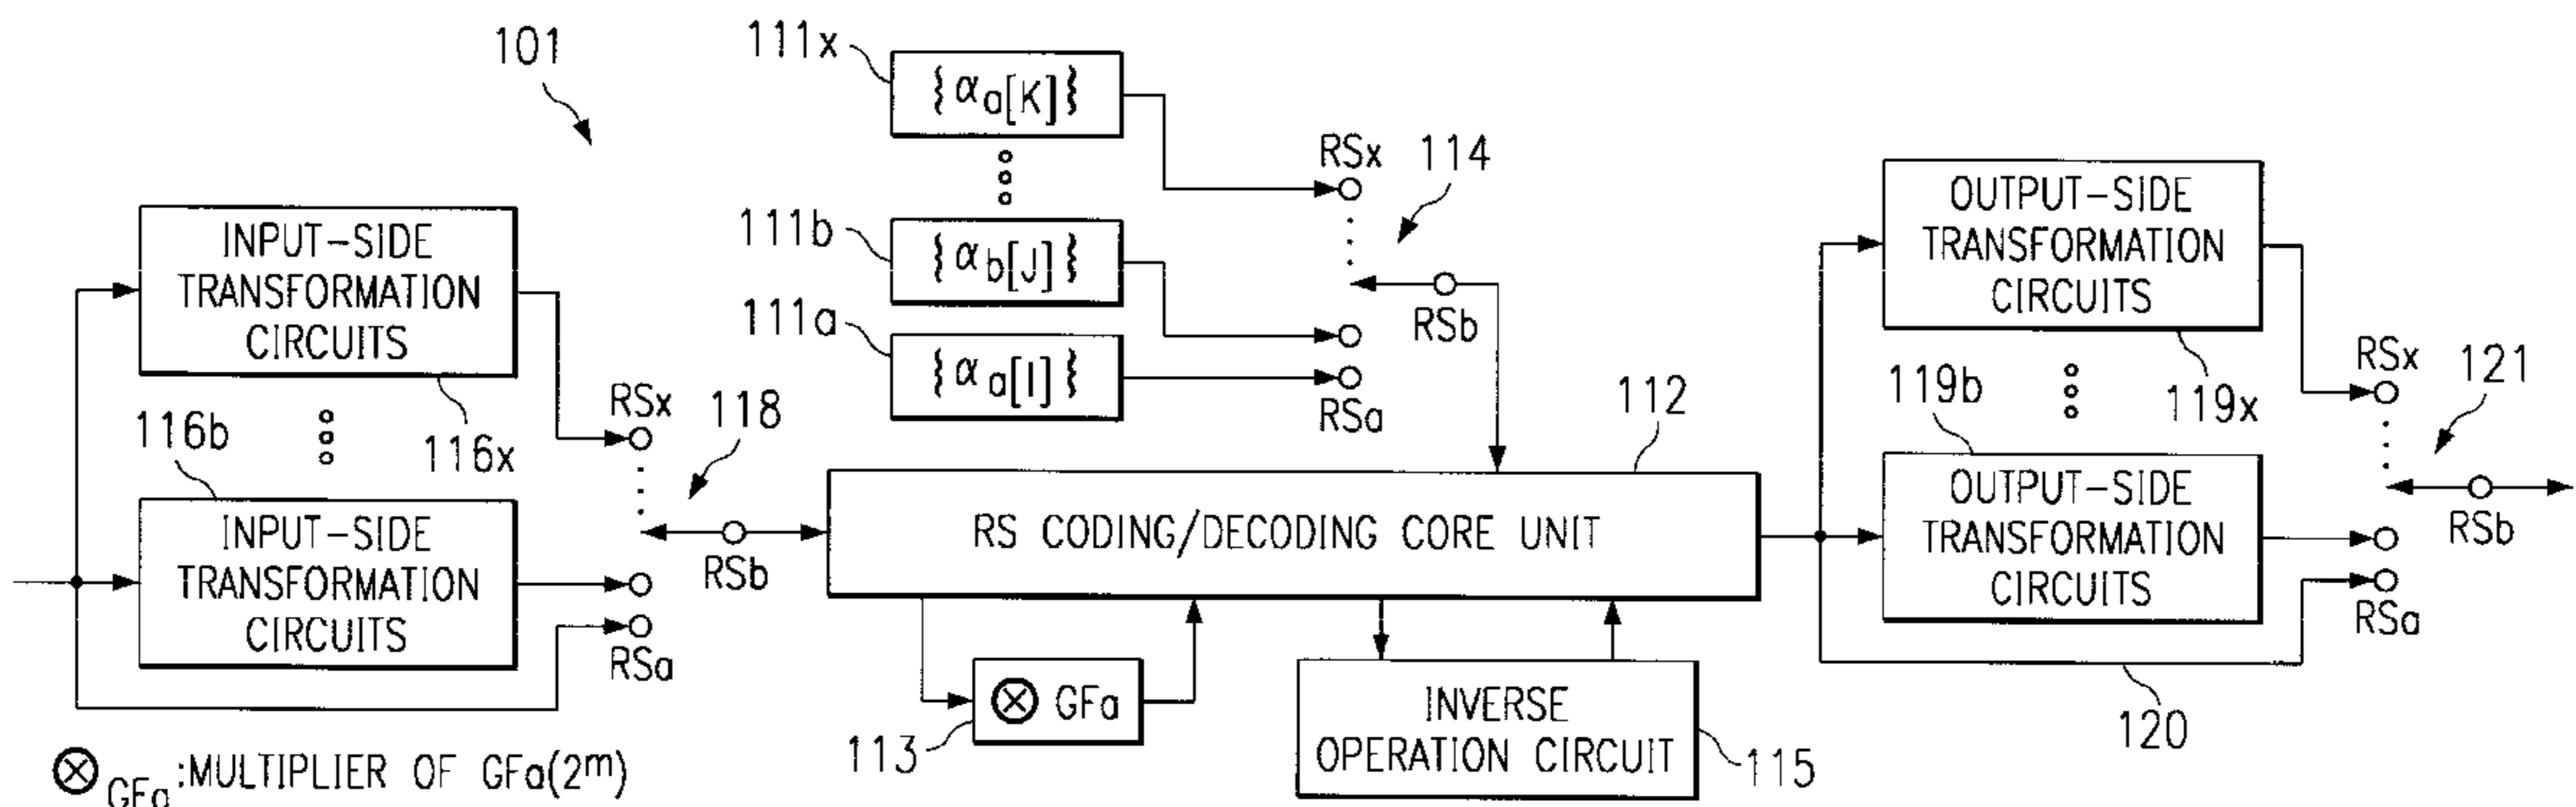 101
111x
{ αa[K] }
RSx
114
111b
{ αb[J] }
RSb
111a
{ αa[I] }
RSa
INPUT-SIDE
TRANSFORMATION
CIRCUITS
116x
116b
INPUT-SIDE
TRANSFORMATION
CIRCUITS
RSx
118
RSb
RSa
112
RS CODING/DECODING CORE UNIT
⊗ GFa
113
INVERSE
OPERATION CIRCUIT
115
OUTPUT-SIDE
TRANSFORMATION
CIRCUITS
119x
119b
OUTPUT-SIDE
TRANSFORMATION
CIRCUITS
RSx
121
RSb
RSa
120
⊗GFa:MULTIPLIER OF GFa(2m)